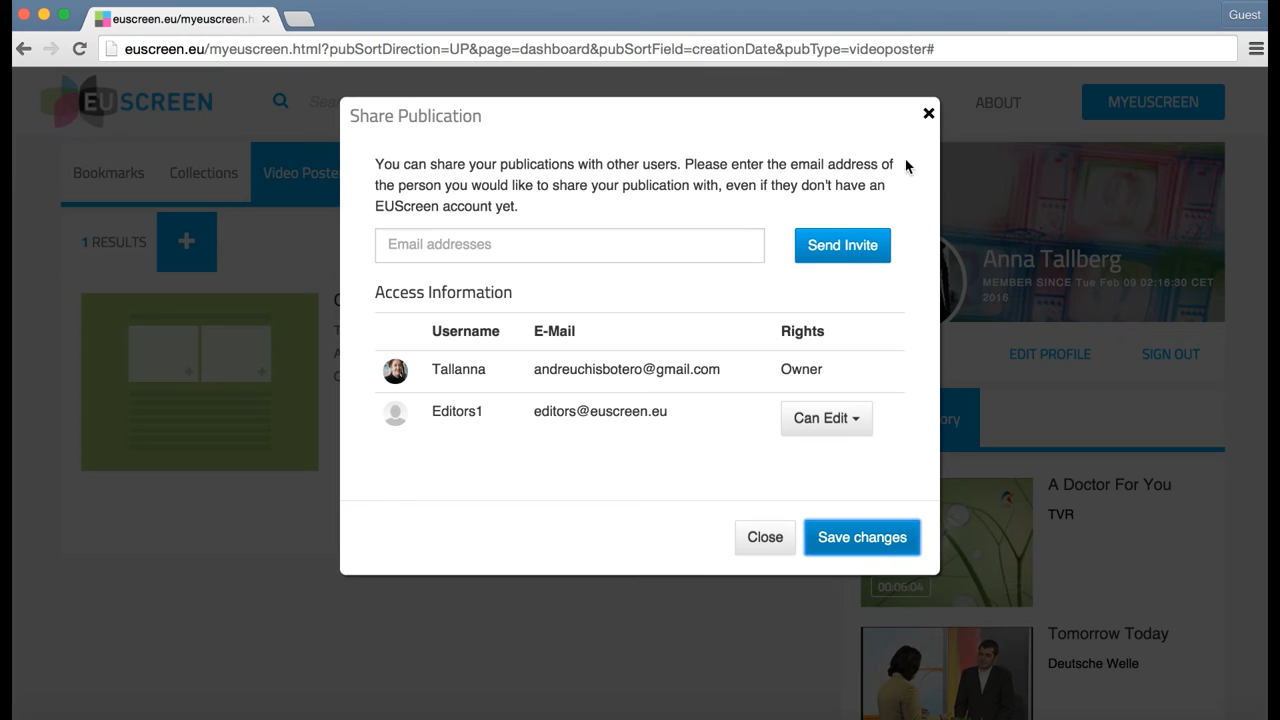 euscreen.eu/myeuscreen.h
Guest
euscreen.eu/myeuscreen.html?pubSortDirection=UP&page=dashboard&pubSortField=creationDate&pubType=videoposter#
EUSCREEN
ABOUT
MYEUSCREEN
Bookmarks
Collections
Video Poste
1 RESULTS
+
Share Publication
You can share your publications with other users. Please enter the email address of
the person you would like to share your publication with, even if they don't have an
EUScreen account yet.
Email addresses
Send Invite
Access Information
Username E-Mail Rights
Tallanna andreuchisbotero@gmail.com Owner
Editors1 editors@euscreen.eu Can Edit
Close
Save changes
Anna Tallberg
MEMBER SINCE Tue Feb 09 02:16:30 CET
2016
EDIT PROFILE
SIGN OUT
ory
A Doctor For You
TVR
00:06:04
Tomorrow Today
Deutsche Welle